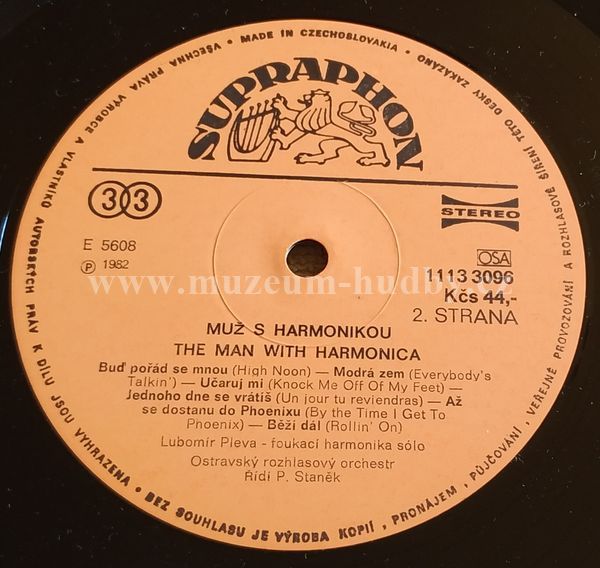 VŠECHNA PRÁVA VÝROBCE A VLASTNÍKŮ AUTORSKÝCH PRÁV K DÍLU JSOU VYHRAZENA • BEZ SOUHLASU JE VÝROBA KOPIÍ, PRONÁJEM, PŮJČOVÁNÍ, VEŘEJNÉ PROVOZOVÁNÍ A ROZHLASOVÉ ŠÍŘENÍ TÉTO DESKY ZAKÁZÁNO • MADE IN CZECHOSLOVAKIA •
SUPRAPHON
33
STEREO
E 5608
Ⓟ 1982
OSA
1113 3096
Kčs 44,-
2. STRANA
www.muzeum-hudby.cz
MUŽ S HARMONIKOU
THE MAN WITH HARMONICA
Buď pořád se mnou (High Noon) — Modrá zem (Everybody's
Talkin') — Učaruj mi (Knock Me Off Of My Feet) —
Jednoho dne se vrátíš (Un jour tu reviendras) — Až
se dostanu do Phoenixu (By the Time I Get To
Phoenix) — Běží dál (Rollin' On)
Lubomír Pleva - foukací harmonika sólo
Ostravský rozhlasový orchestr
Řídí P. Staněk